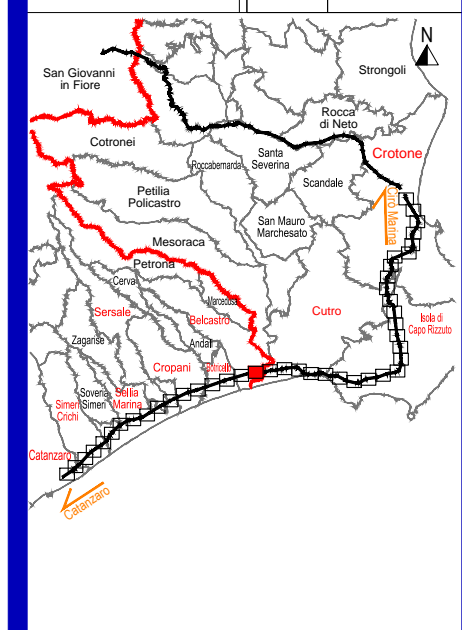 N
San Giovanni
in Fiore
Strongoli
Rocca
di Neto
Cotronei
Crotone
Santa
Severina
Roccabernarda
Scandale
Petilia
Policastro
Ciro Marina
San Mauro
Marchesato
Mesoraca
Petrona
Cerva
Marcedusa
Sersale
Belcastro
Cutro
Isola di
Capo Rizzuto
Zagarise
Andali
Cropani
Botricello
Soveria
Simeri
Sellia
Marina
Simeri
Crichi
Catanzaro
Catanzaro